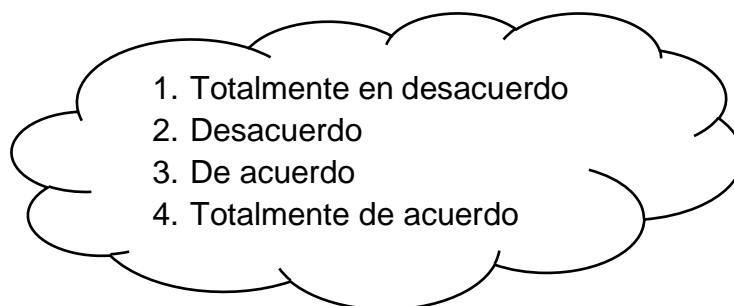 1. Totalmente en desacuerdo
2. Desacuerdo
3. De acuerdo
4. Totalmente de acuerdo